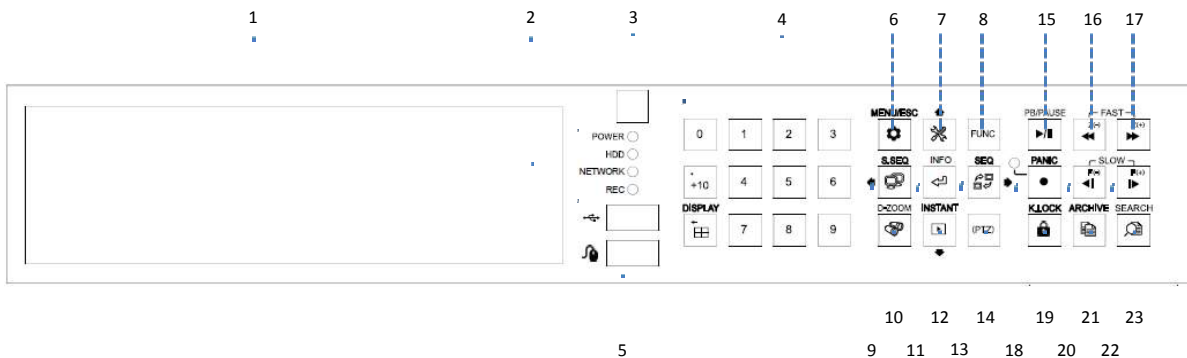 1 2 3 4 6 7 8 15 16 17
MENU/ESC PB/PAUSE FAST
POWER
HDD
NETWORK
REC
0 1 2 3 FUNC
S.SEQ INFO SEQ PANIC SLOW
+10 4 5 6
DISPLAY D-ZOOM INSTANT K.LOCK ARCHIVE SEARCH
7 8 9 (PTZ)
10 12 14 19 21 23
5 9 11 13 18 20 22